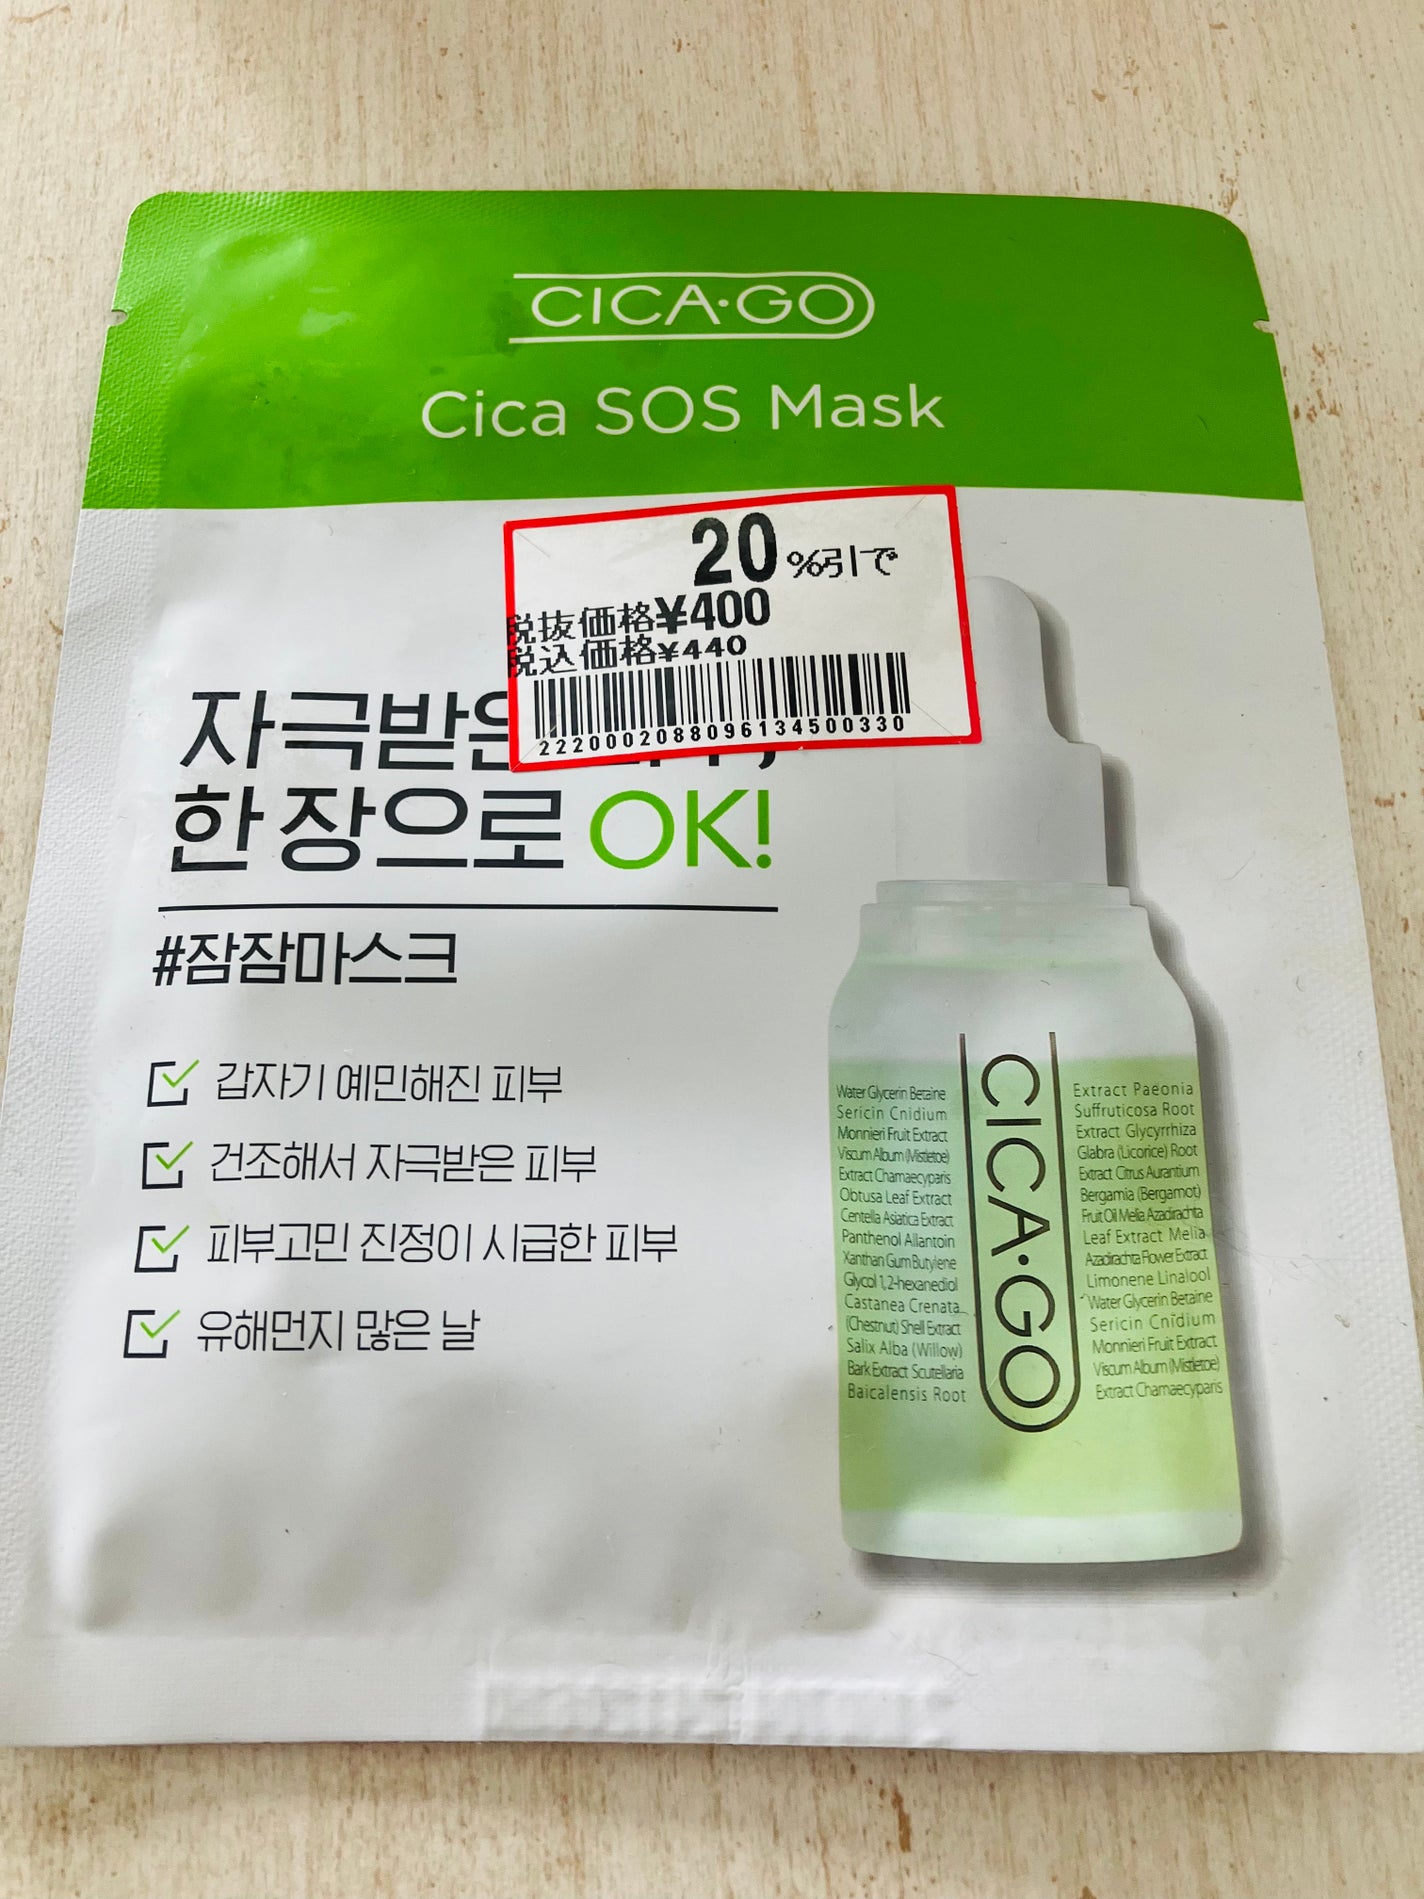 CICA·GO
Cica SOS Mask
20%引で
税抜価格¥400
税込価格¥440
2220002088096134500330
자극받은
한 장으로 OK!
#잠잠마스크
갑자기 예민해진 피부
건조해서 자극받은 피부
피부고민 진정이 시급한 피부
유해먼지 많은 날
Water Glycerin Betaine
Sericin Cnidium
Monnieri Fruit Extract
Viscum Album (Mistletoe)
Extract Chamaecyparis
Obtusa Leaf Extract
Centella Asiatica Extract
Panthenol Allantoin
Xanthan Gum Butylene
Glycol 1,2-hexanediol
Castanea Crenata
(Chestnut) Shell Extract
Salix Alba (Willow)
Bark Extract Scutellaria
Baicalensis Root
CICA·GO
Extract Paeonia
Suffruticosa Root
Extract Glycyrrhiza
Glabra (Licorice) Root
Extract Citrus Aurantium
Bergamia (Bergamot)
Fruit Oil Melia Azadirachta
Leaf Extract Melia
Azadirachta Flower Extract
Limonene Linalool
Water Glycerin Betaine
Sericin Cnidium
Monnieri Fruit Extract
Viscum Album (Mistletoe)
Extract Chamaecyparis